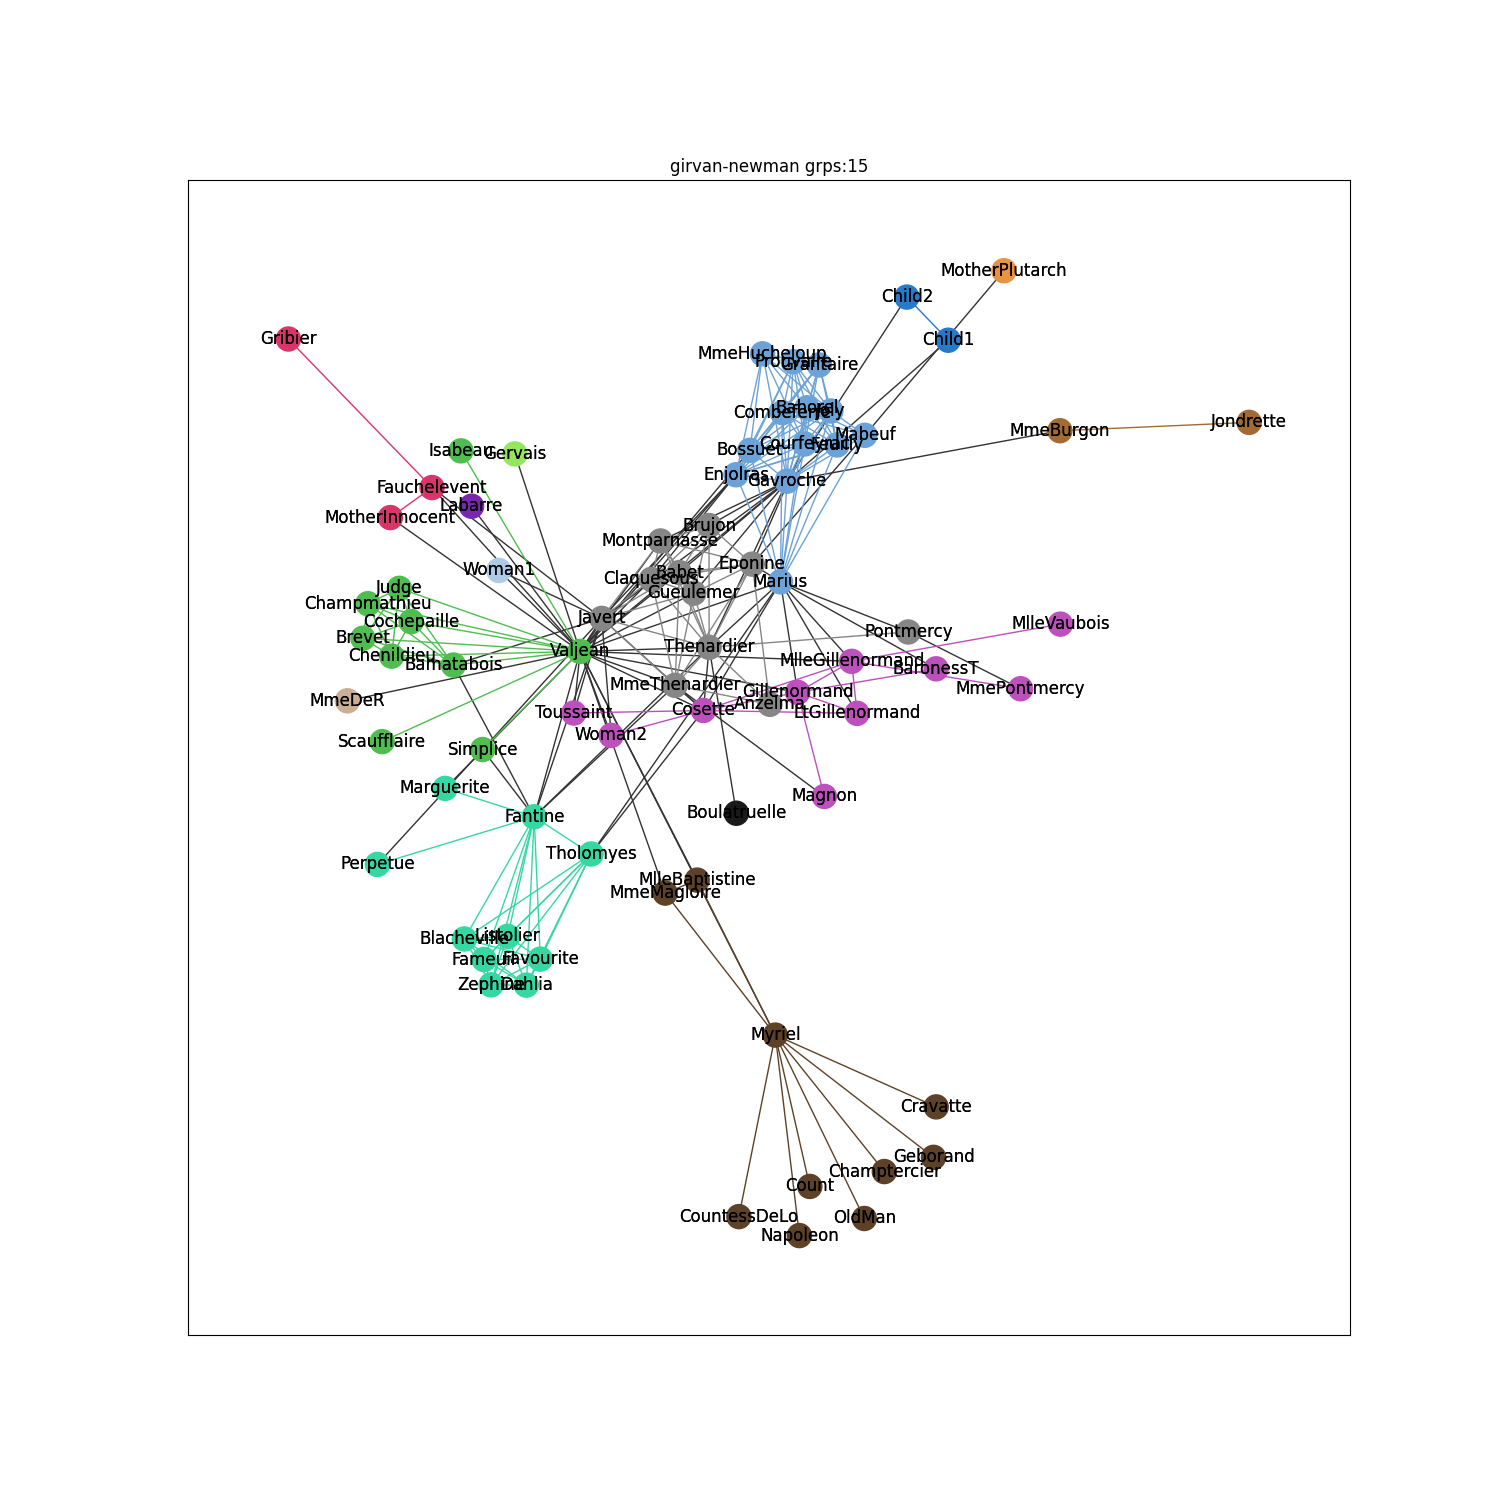 girvan-newman grps:15
MotherPlutarch
Child2
Child1
Gribier
MmeHucheloup
Prouvaire
Grantaire
Bahorel
Combeferre
Joly
Jondrette
MmeBurgon
Mabeuf
Courfeyrac
Feuilly
Bossuet
Isabeau
Gervais
Enjolras
Gavroche
Fauchelevent
Labarre
MotherInnocent
Brujon
Montparnasse
Eponine
Woman1
Babet
Claquesous
Marius
Gueulemer
Judge
Champmathieu
Cochepaille
Javert
MlleVaubois
Pontmercy
Brevet
Thenardier
Valjean
Chenildieu
Bamatabois
MlleGillenormand
BaronessT
MmePontmercy
MmeThenardier
Gillenormand
MmeDeR
Anzelma
Cosette
Toussaint
LtGillenormand
Woman2
Scaufflaire
Simplice
Marguerite
Magnon
Boulatruelle
Fantine
Tholomyes
Perpetue
MlleBaptistine
MmeMagloire
Listolier
Blacheville
Fameuil
Favourite
Zephine
Dahlia
Myriel
Cravatte
Geborand
Champtercier
Count
CountessDeLo
OldMan
Napoleon